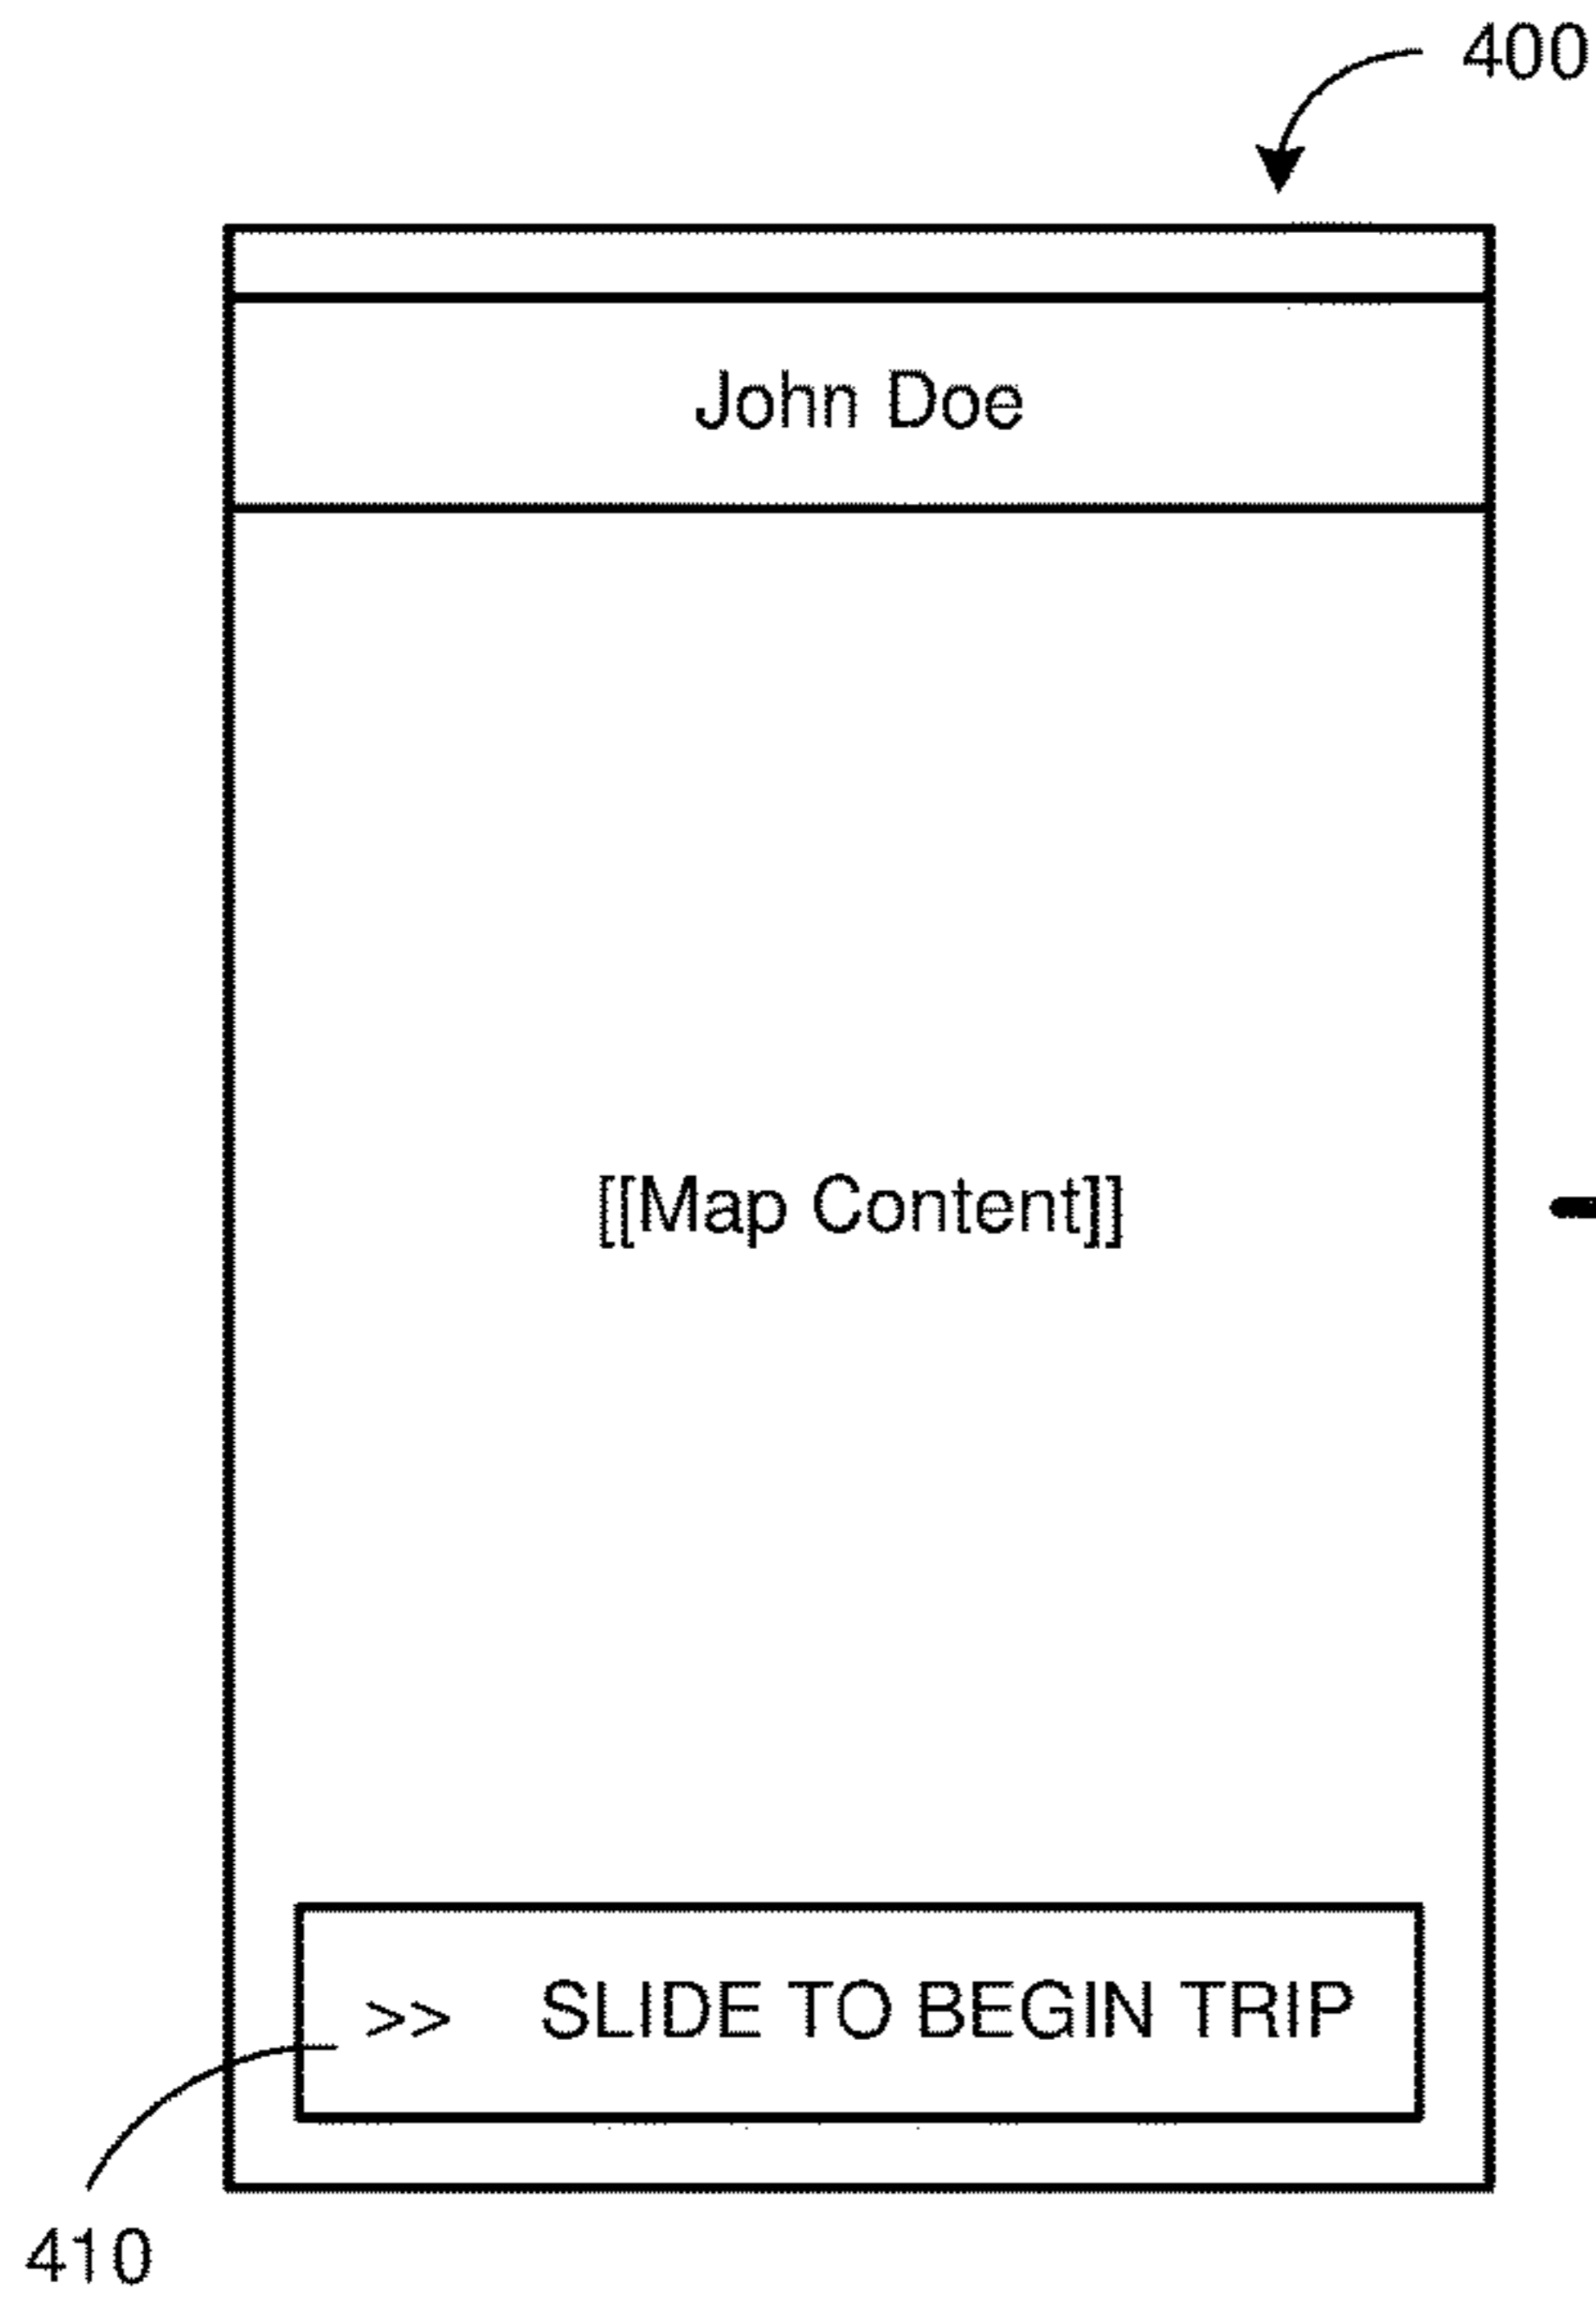 400
John Doe
[[Map Content]]
>> SLIDE TO BEGIN TRIP
410